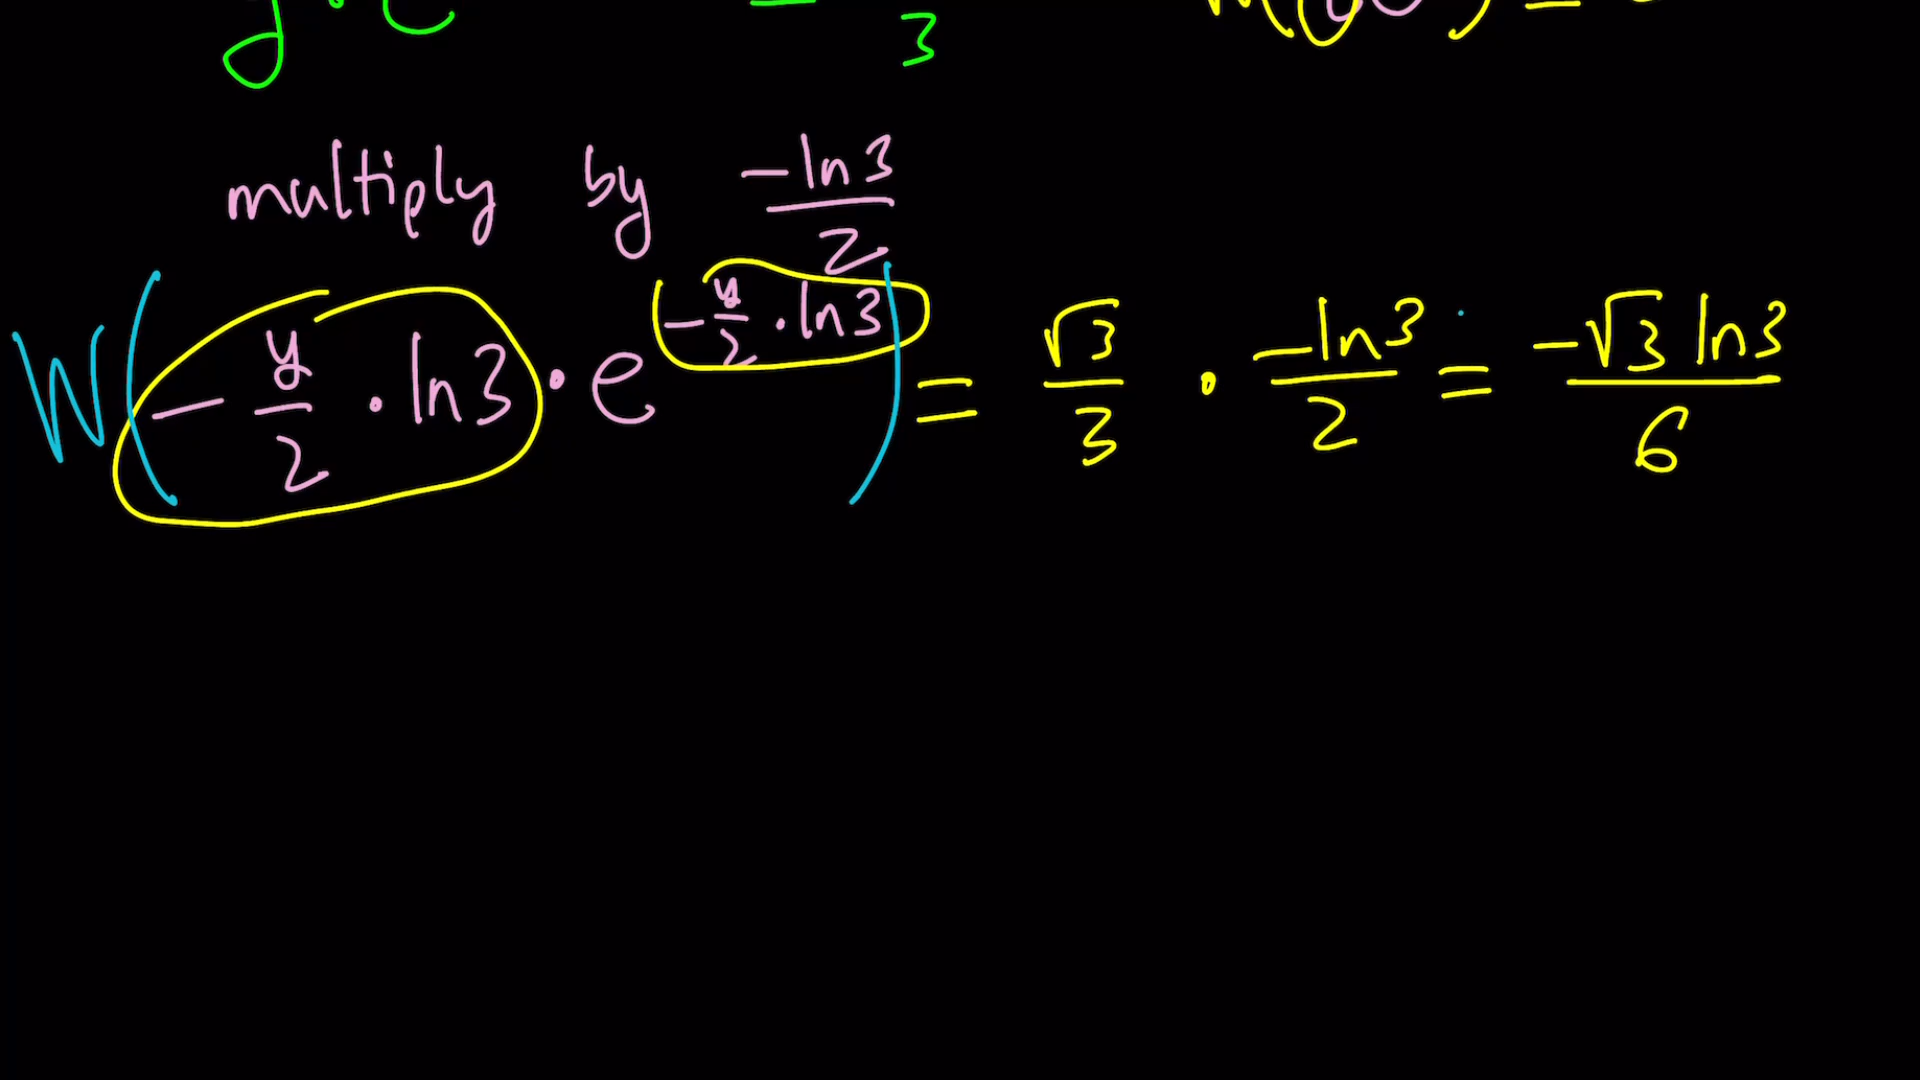 multiply by -ln3/2
W(-y/2 · ln3 · e^(-y/2 · ln3)) = √3/3 · -ln3/2 = -√3 ln3/6